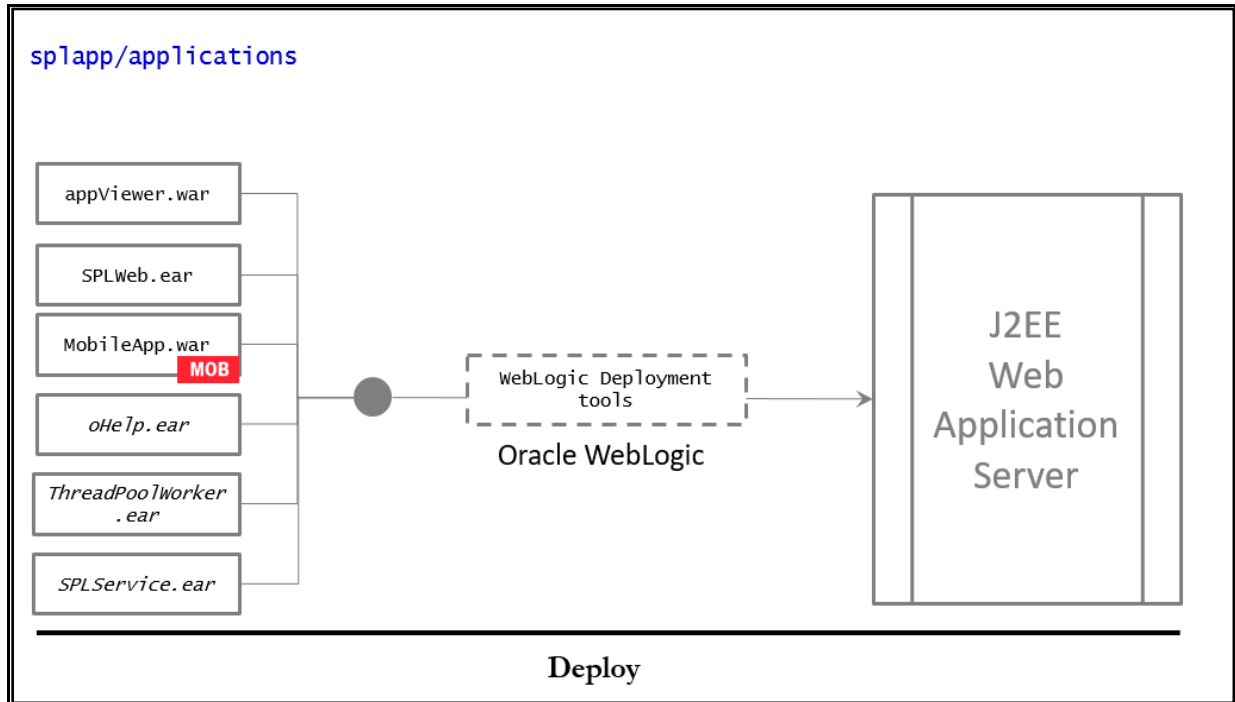 splapp/applications
appViewer.war
SPLWeb.ear
MobileApp.war
MOB
oHelp.ear
ThreadPoolWorker
.ear
SPLService.ear
WebLogic Deployment
tools
Oracle WebLogic
J2EE
Web
Application
Server
Deploy